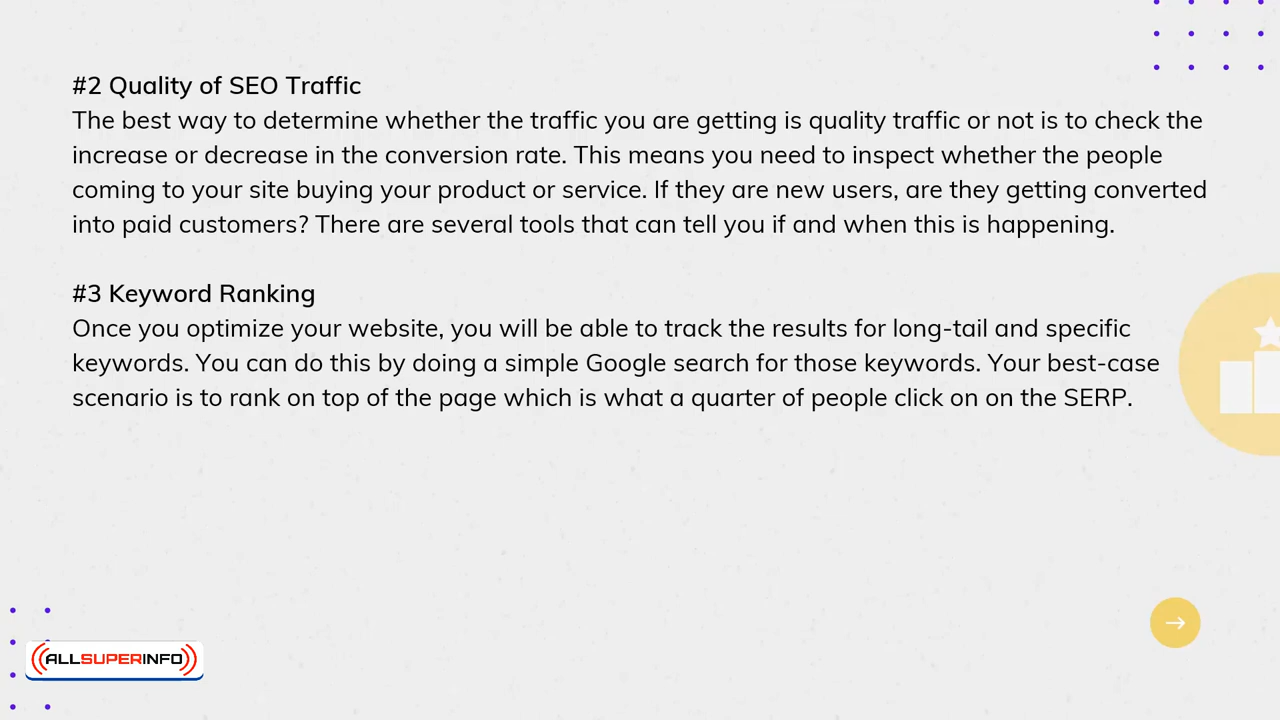 #2 Quality of SEO Traffic
The best way to determine whether the traffic you are getting is quality traffic or not is to check the
increase or decrease in the conversion rate. This means you need to inspect whether the people
coming to your site buying your product or service. If they are new users, are they getting converted
into paid customers? There are several tools that can tell you if and when this is happening.
#3 Keyword Ranking
Once you optimize your website, you will be able to track the results for long-tail and specific
keywords. You can do this by doing a simple Google search for those keywords. Your best-case
scenario is to rank on top of the page which is what a quarter of people click on on the SERP.
ALLSUPERINFO